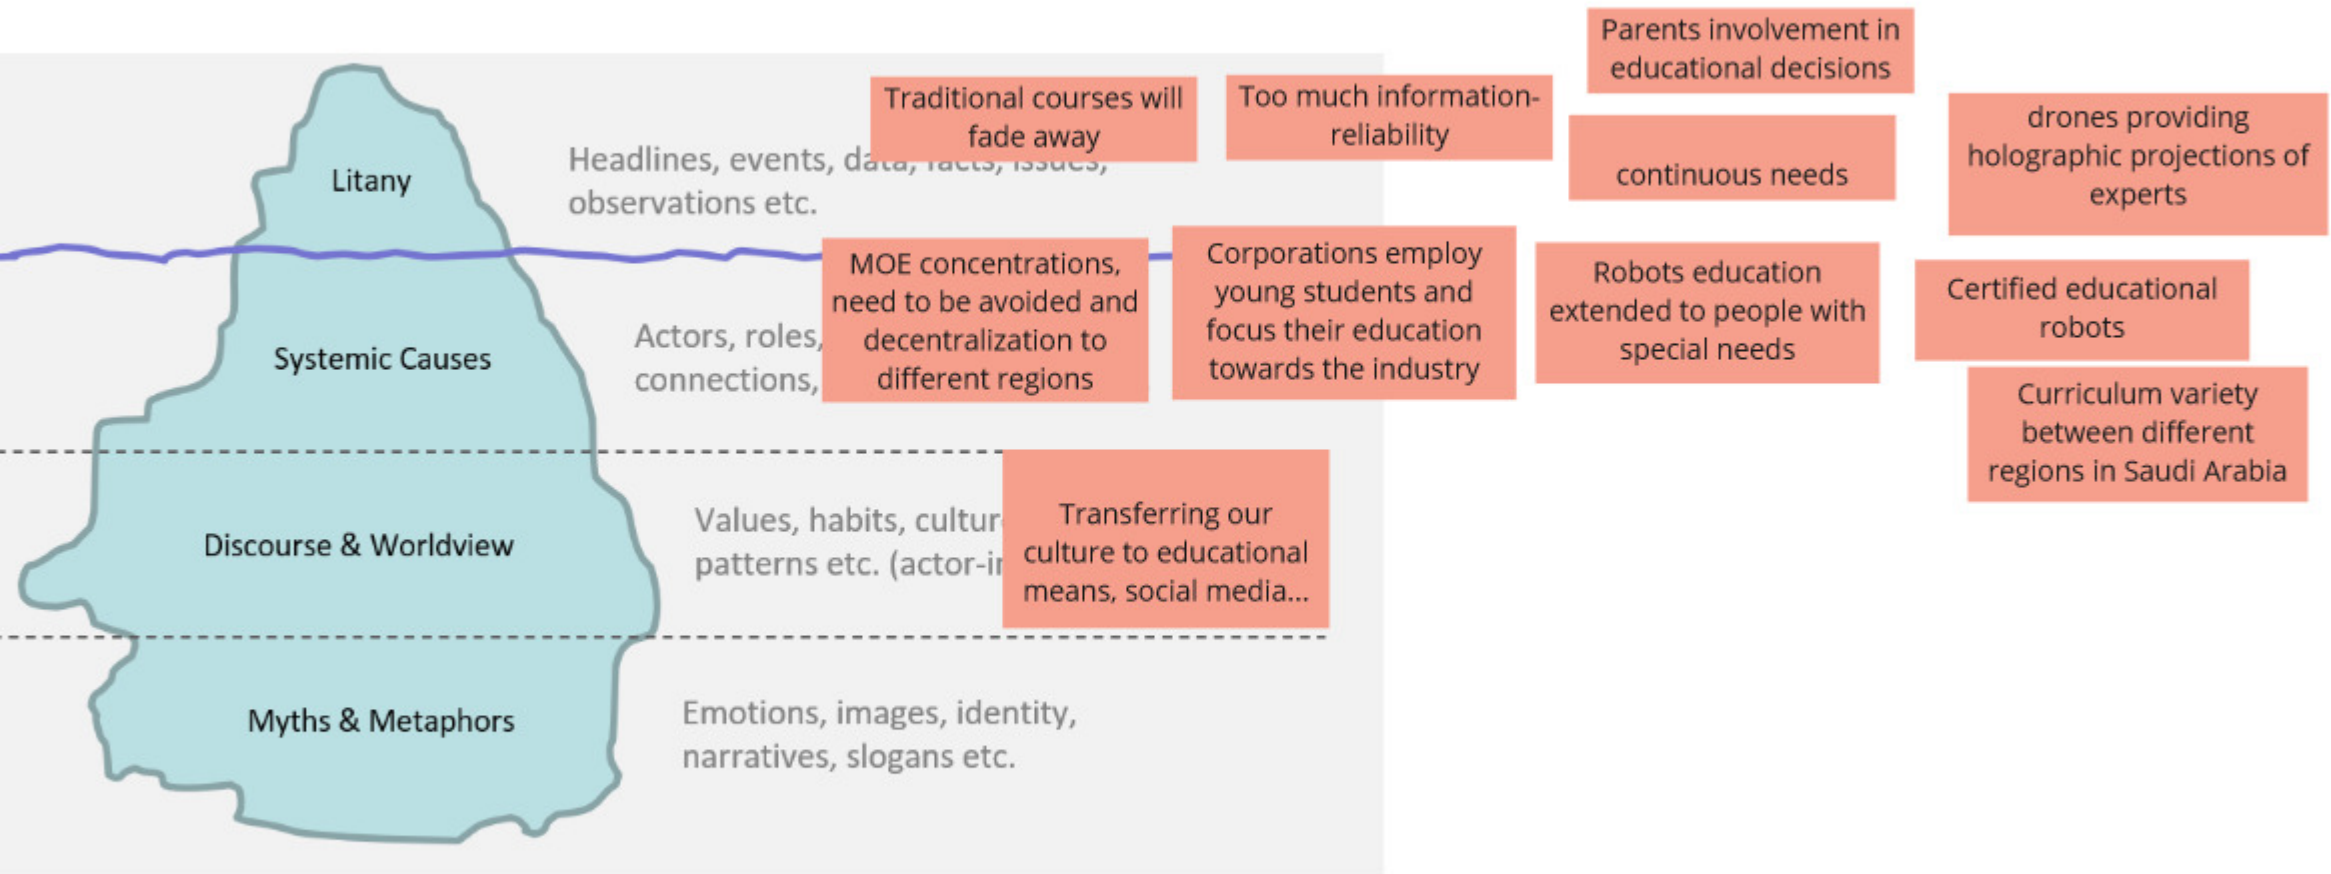 Parents involvement in
educational decisions
Traditional courses will
fade away
Too much information-
reliability
drones providing
holographic projections of
experts
continuous needs
Litany
Headlines, events, data, facts, issues,
observations etc.
MOE concentrations,
need to be avoided and
decentralization to
different regions
Corporations employ
young students and
focus their education
towards the industry
Robots education
extended to people with
special needs
Certified educational
robots
Systemic Causes
Actors, roles,
connections,
Curriculum variety
between different
regions in Saudi Arabia
Discourse & Worldview
Values, habits,
patterns etc.
Transferring our
culture to educational
means, social media...
Myths & Metaphors
Emotions, images, identity,
narratives, slogans etc.